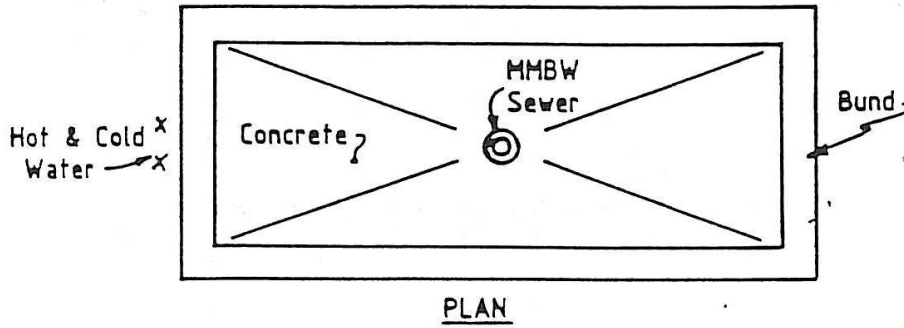 MMBW
Sewer
Bund
Hot & Cold x
Water x
Concrete
PLAN